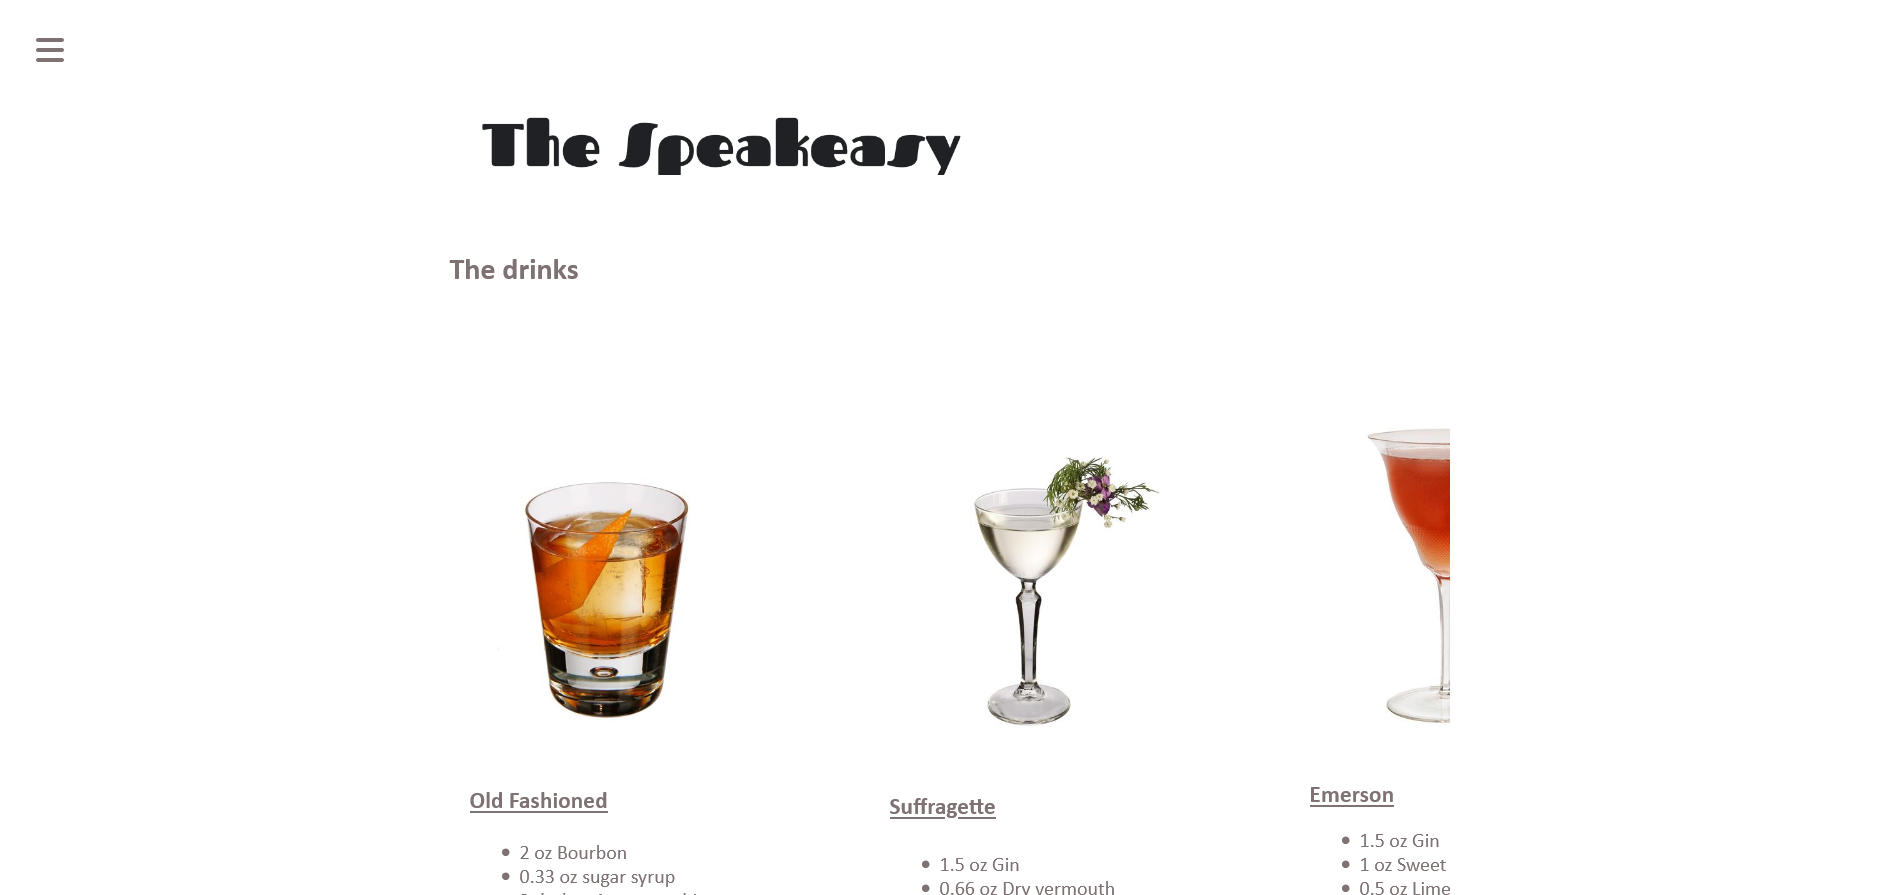 The Speakeasy
The drinks
Old Fashioned
2 oz Bourbon
0.33 oz sugar syrup
Suffragette
1.5 oz Gin
0.66 oz Dry vermouth
Emerson
1.5 oz Gin
1 oz Sweet
0.5 oz Lime